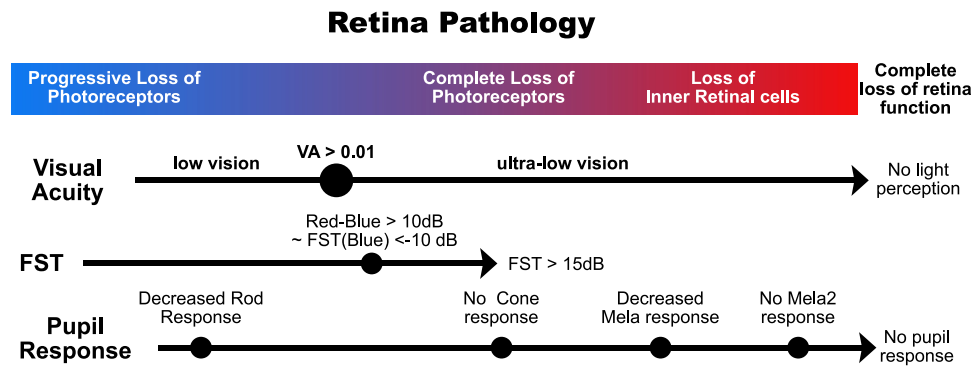 Retina Pathology
Progressive Loss of
Photoreceptors
Complete Loss of
Photoreceptors
Loss of
Inner Retinal cells
Complete
loss of retina
function
Visual
Acuity
low vision
VA > 0.01
ultra-low vision
No light
perception
FST
Red-Blue > 10dB
~ FST(Blue) <-10 dB
FST > 15dB
Pupil
Response
Decreased Rod
Response
No Cone
response
Decreased
Mela response
No Mela2
response
No pupil
response